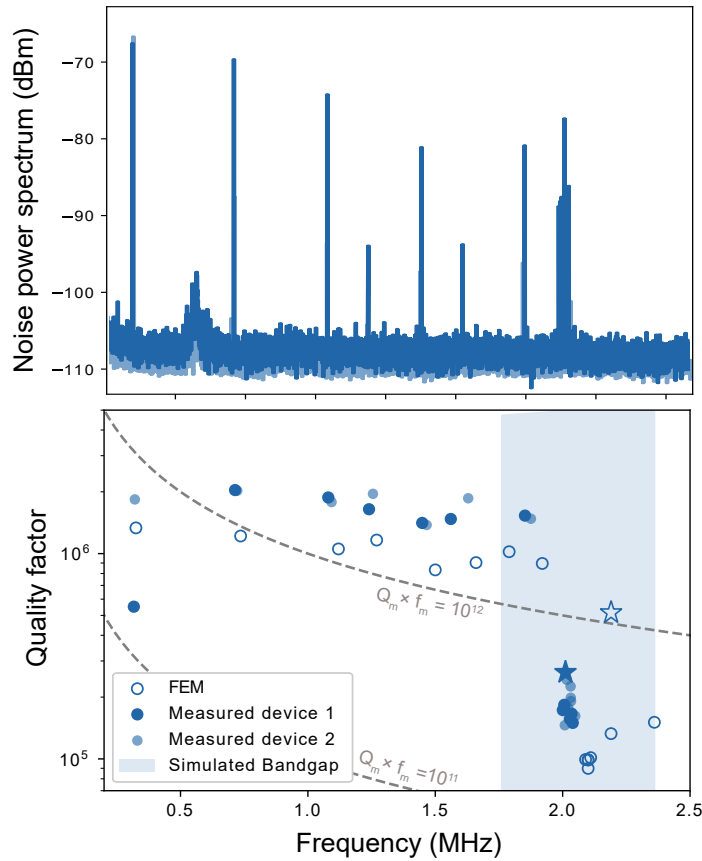 Noise power spectrum (dBm)
−70
−80
−90
−100
−110
Quality factor
10⁶
10⁵
Qₘ × fₘ = 10¹²
Qₘ × fₘ = 10¹¹
FEM
Measured device 1
Measured device 2
Simulated Bandgap
0.5 1.0 1.5 2.0 2.5
Frequency (MHz)